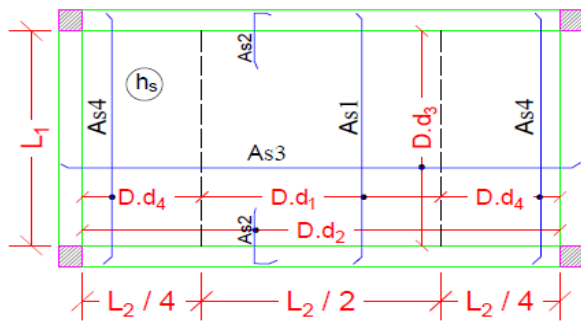 As2
hₛ
As4
L₁
As1
D.d₃
As4
As3
D.d₄
D.d₁
D.d₄
As2
D.d₂
L₂ / 4
L₂ / 2
L₂ / 4